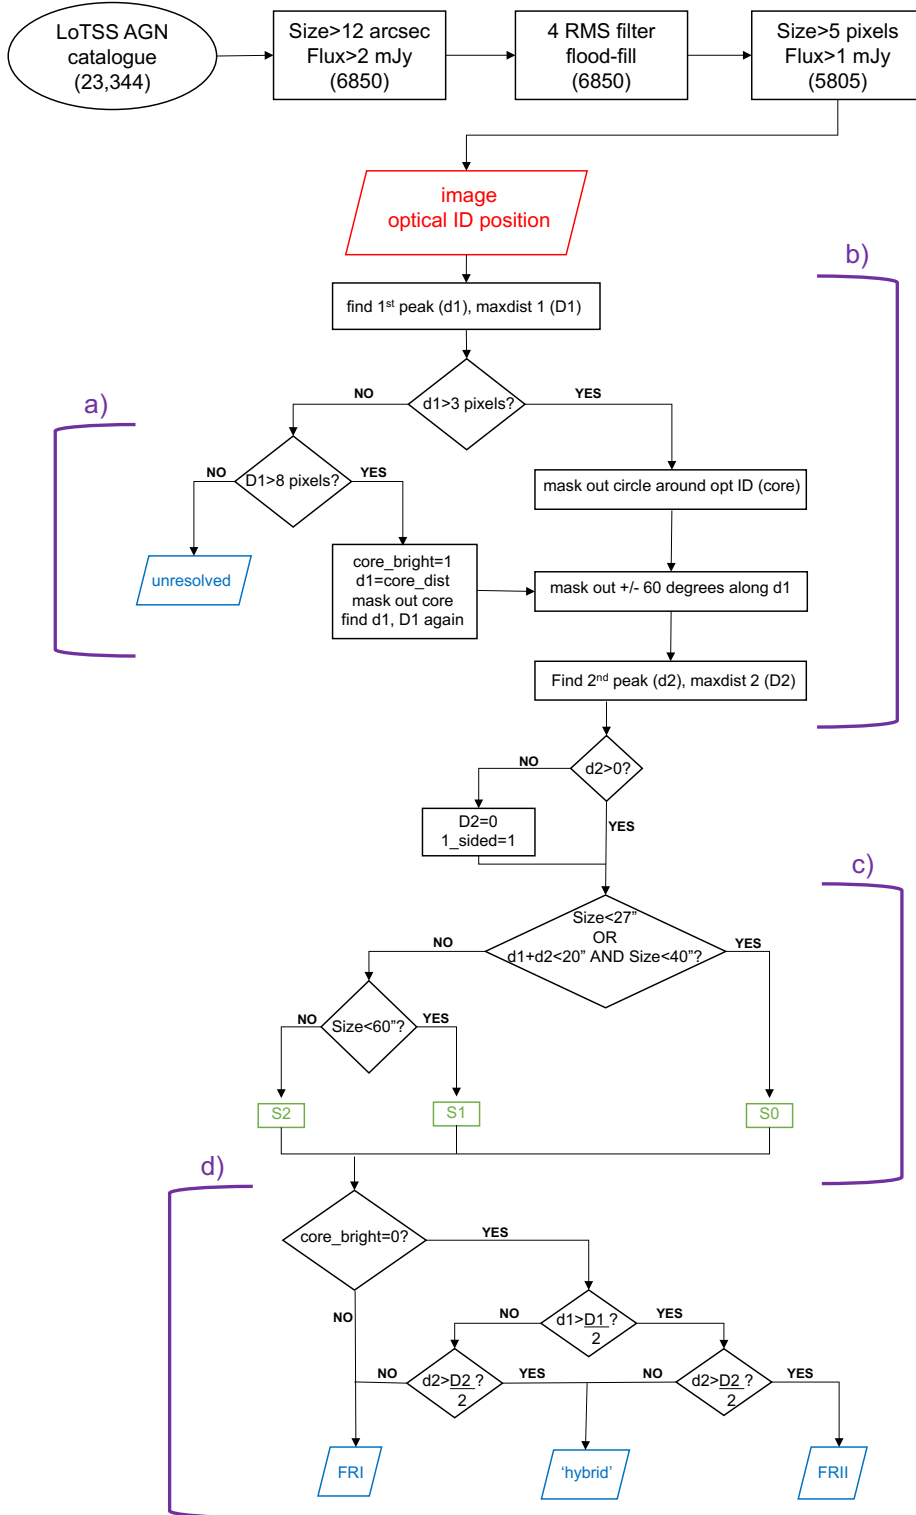 LoTSS AGN
catalogue
(23,344)
Size>12 arcsec
Flux>2 mJy
(6850)
4 RMS filter
flood-fill
(6850)
Size>5 pixels
Flux>1 mJy
(5805)
image
optical ID position
b)
find 1st peak (d1), maxdist 1 (D1)
NO
d1>3 pixels?
YES
a)
NO
D1>8 pixels?
YES
mask out circle around opt ID (core)
unresolved
core_bright=1
d1=core_dist
mask out core
find d1, D1 again
mask out +/- 60 degrees along d1
Find 2nd peak (d2), maxdist 2 (D2)
NO
d2>0?
YES
D2=0
1_sided=1
c)
Size<27”
OR
d1+d2<20” AND Size<40”?
NO
YES
NO
Size<60”?
YES
S2
S1
S0
d)
core_bright=0?
YES
NO
NO
d1>D1 ?
2
YES
NO
d2>D2 ?
2
YES
NO
d2>D2 ?
2
YES
FRI
‘hybrid’
FRII